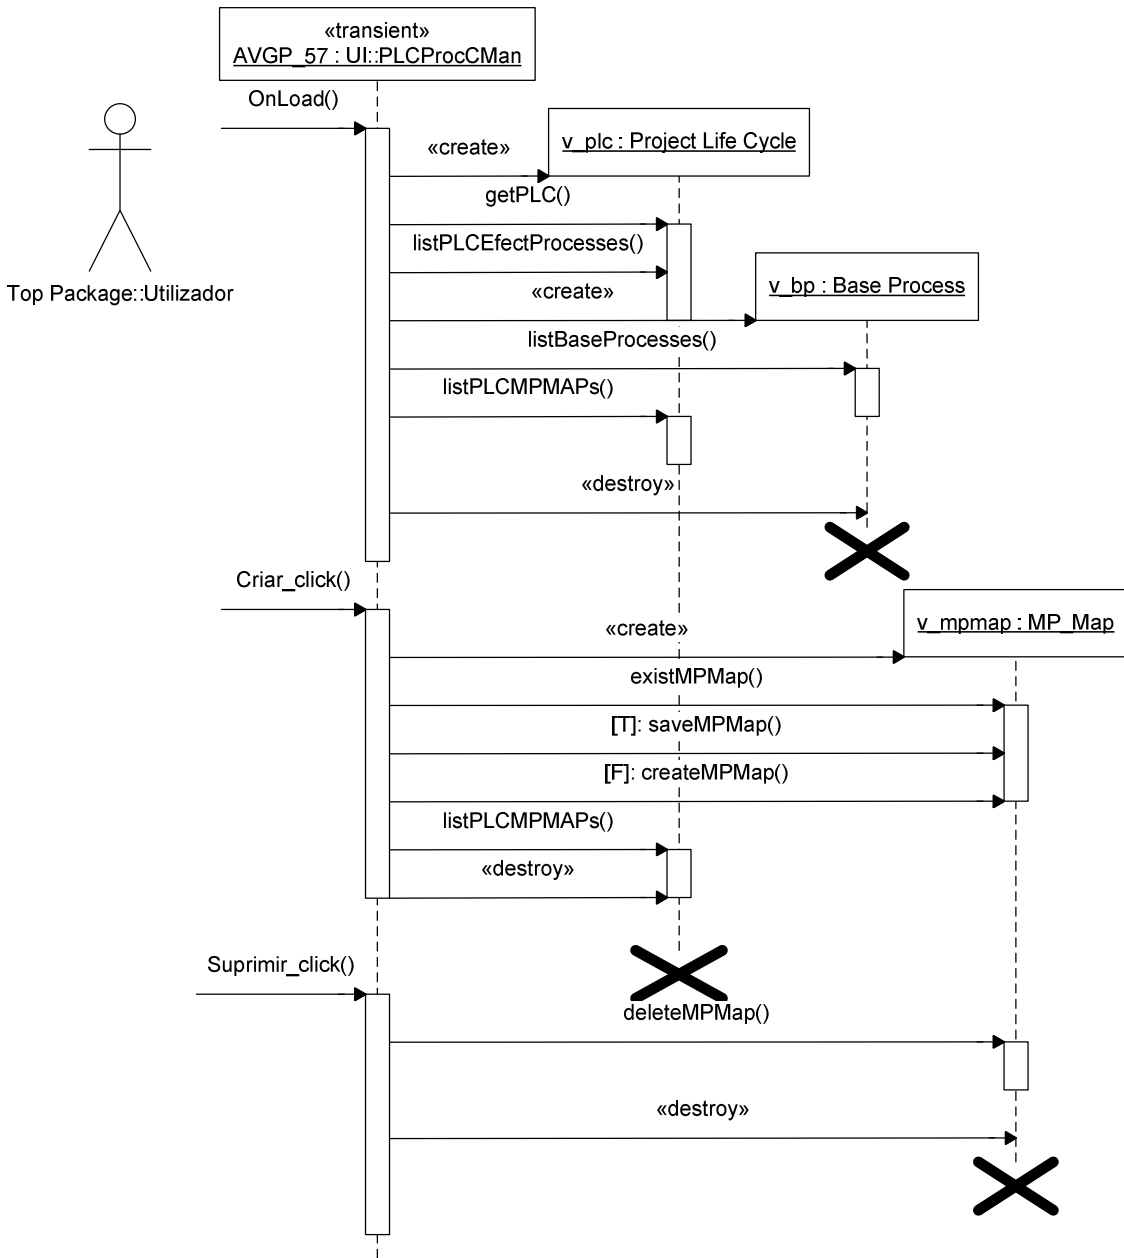 «transient»
AVGP_57 : UI::PLCProcCMan
OnLoad()
v_plc : Project Life Cycle
«create»
getPLC()
listPLCEfectProcesses()
Top Package::Utilizador
«create»
v_bp : Base Process
listBaseProcesses()
listPLCMPMAPs()
«destroy»
Criar_click()
«create»
v_mpmap : MP_Map
existMPMap()
[T]: saveMPMap()
[F]: createMPMap()
listPLCMPMAPs()
«destroy»
Suprimir_click()
deleteMPMap()
«destroy»